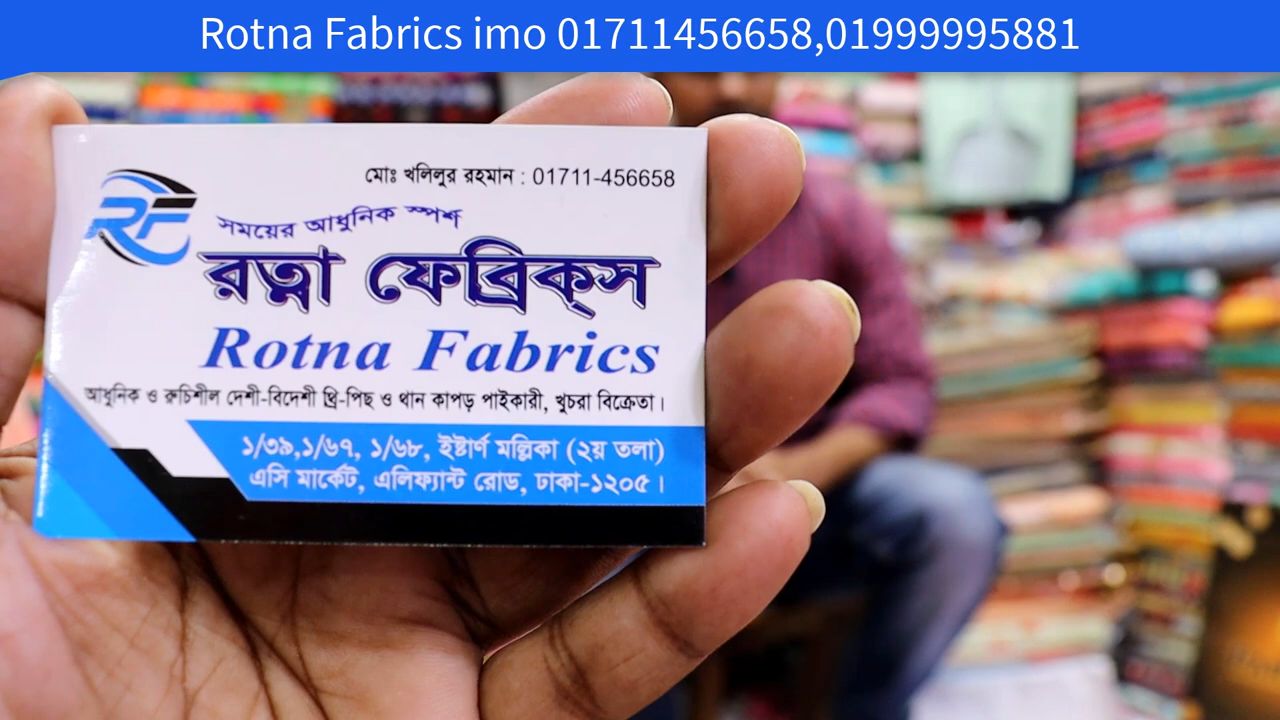 Rotna Fabrics imo 01711456658,01999995881
মোঃ খলিলুর রহমান : 01711-456658
RF
সময়ের আধুনিক স্পর্শ
রত্না ফেব্রিক্‌স
Rotna Fabrics
আধুনিক ও রুচিশীল দেশী-বিদেশী থ্রি-পিছ ও থান কাপড় পাইকারী, খুচরা বিক্রেতা।
১/৩৯,১/৬৭, ১/৬৮, ইষ্টার্ণ মল্লিকা (২য় তলা)
এসি মার্কেট, এলিফ্যান্ট রোড, ঢাকা-১২০৫।